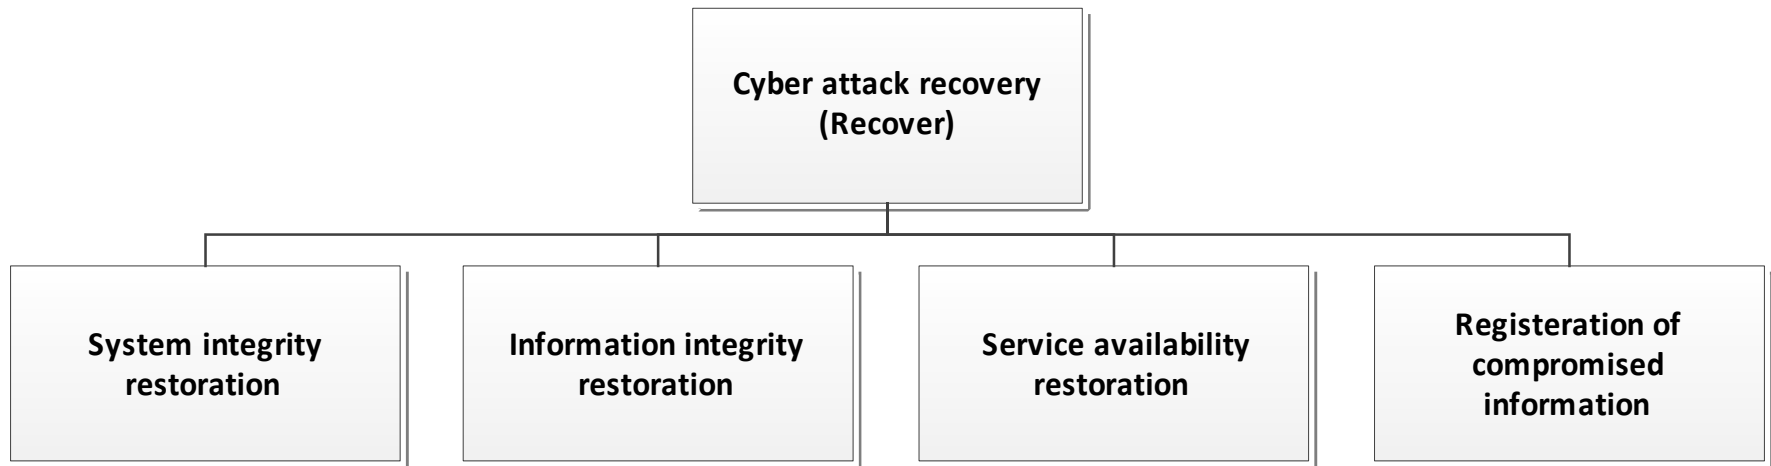 Cyber attack recovery
(Recover)
System integrity
restoration
Information integrity
restoration
Service availability
restoration
Registeration of
compromised
information